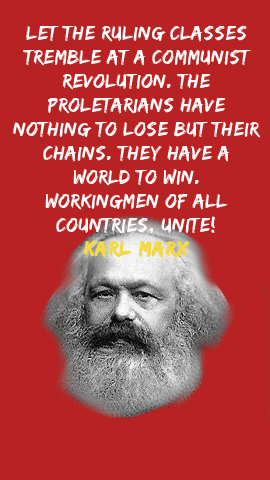 LET THE RULING CLASSES
TREMBLE AT A COMMUNIST
REVOLUTION. THE
PROLETARIANS HAVE
NOTHING TO LOSE BUT THEIR
CHAINS. THEY HAVE A
WORLD TO WIN.
WORKINGMEN OF ALL
COUNTRIES, UNITE!
KARL MARX